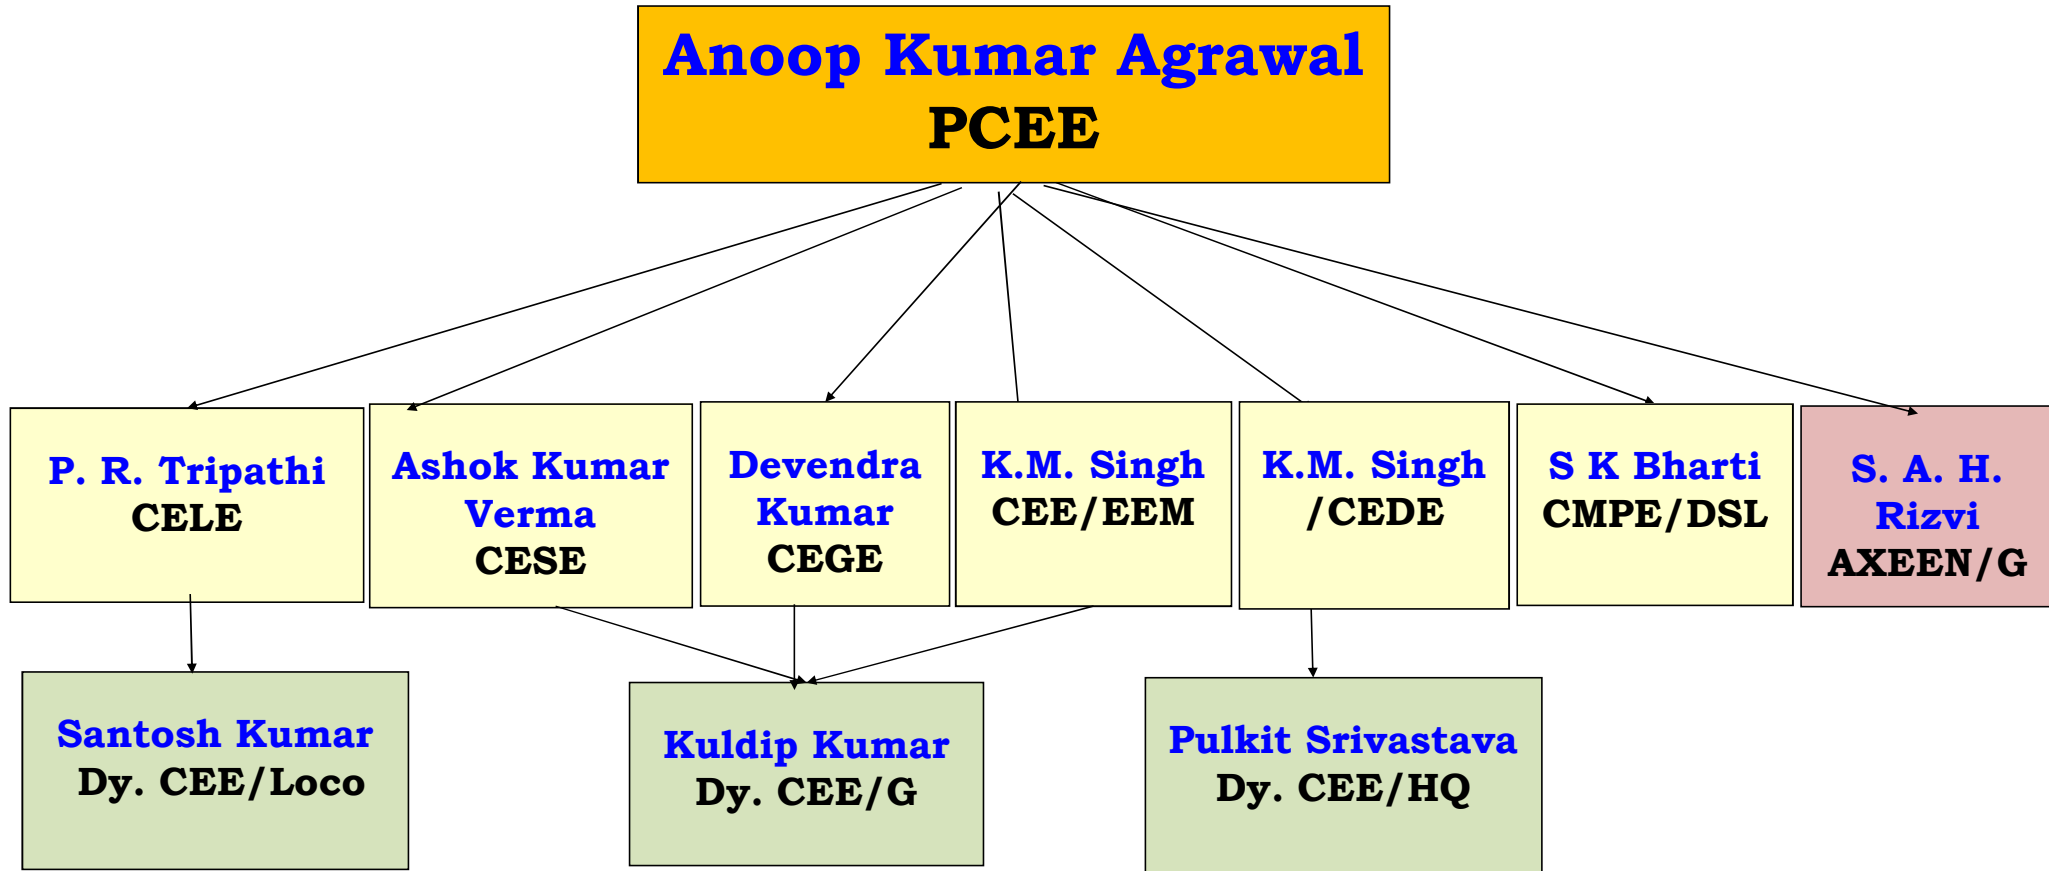 Anoop Kumar Agrawal
PCEE
P. R. Tripathi
CELE
Ashok Kumar
Verma
CESE
Devendra
Kumar
CEGE
K.M. Singh
CEE/EEM
K.M. Singh
/CEDE
S K Bharti
CMPE/DSL
S. A. H.
Rizvi
AXEEN/G
Santosh Kumar
Dy. CEE/Loco
Kuldip Kumar
Dy. CEE/G
Pulkit Srivastava
Dy. CEE/HQ